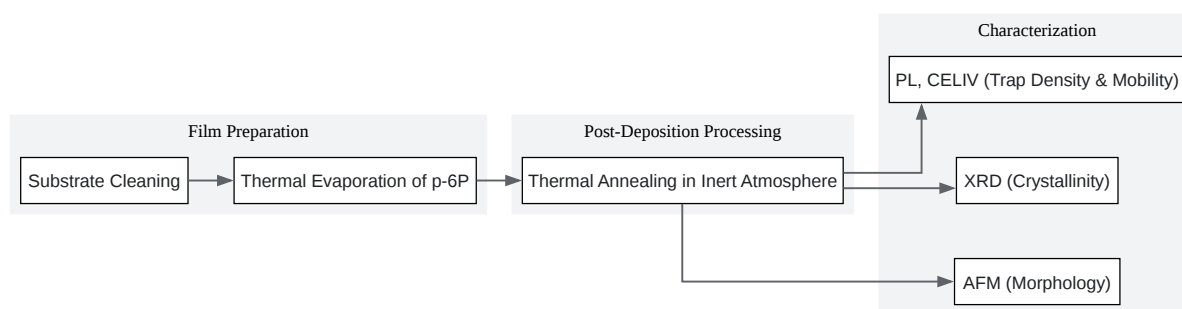 Characterization
PL, CELIV (Trap Density & Mobility)
Film Preparation
Post-Deposition Processing
Substrate Cleaning
Thermal Evaporation of p-6P
Thermal Annealing in Inert Atmosphere
XRD (Crystallinity)
AFM (Morphology)